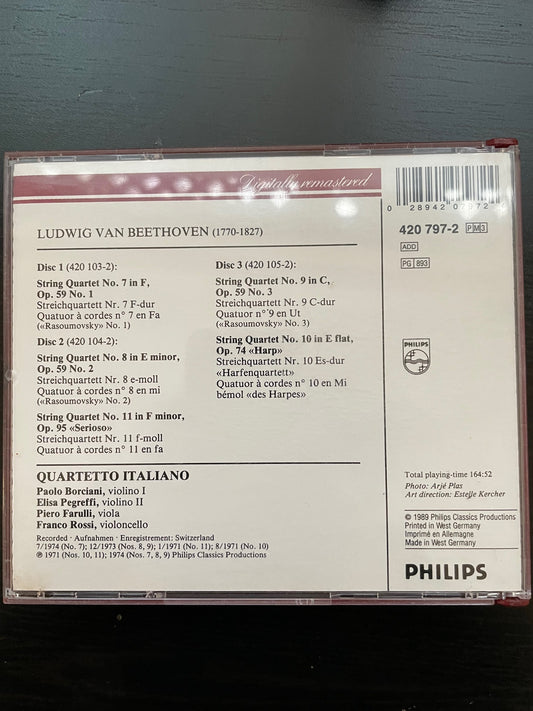 Digitally remastered
LUDWIG VAN BEETHOVEN (1770-1827)
Disc 1 (420 103-2):
String Quartet No. 7 in F,
Op. 59 No. 1
Streichquartett Nr. 7 F-dur
Quatuor à cordes n° 7 en Fa
(«Rasoumovsky» No. 1)
Disc 2 (420 104-2):
String Quartet No. 8 in E minor,
Op. 59 No. 2
Streichquartett Nr. 8 e-moll
Quatuor à cordes n° 8 en mi
(«Rasoumovsky» No. 2)
String Quartet No. 11 in F minor,
Op. 95 «Serioso»
Streichquartett Nr. 11 f-moll
Quatuor à cordes n° 11 en fa
Disc 3 (420 105-2):
String Quartet No. 9 in C,
Op. 59 No. 3
Streichquartett Nr. 9 C-dur
Quatuor n° 9 en Ut
(«Rasoumovsky» No. 3)
String Quartet No. 10 in E flat,
Op. 74 «Harp»
Streichquartett Nr. 10 Es-dur
«Harfenquartett»
Quatuor à cordes n° 10 en Mi
bémol «des Harpes»
QUARTETTO ITALIANO
Paolo Borciani, violino I
Elisa Pegreffi, violino II
Piero Farulli, viola
Franco Rossi, violoncello
Recorded · Aufnahmen · Enregistrement: Switzerland
7/1974 (No. 7); 12/1973 (Nos. 8, 9); 1/1971 (No. 11); 8/1971 (No. 10)
℗ 1971 (Nos. 10, 11); 1974 (Nos. 7, 8, 9) Philips Classics Productions
0 28942
420 797-2 PM3
ADD
PG 893
PHILIPS
Total playing-time 164:52
Photo: Arjé Plas
Art direction: Estelle Kercher
© 1989 Philips Classics Productions
Printed in West Germany
Imprimé en Allemagne
Made in West Germany
PHILIPS